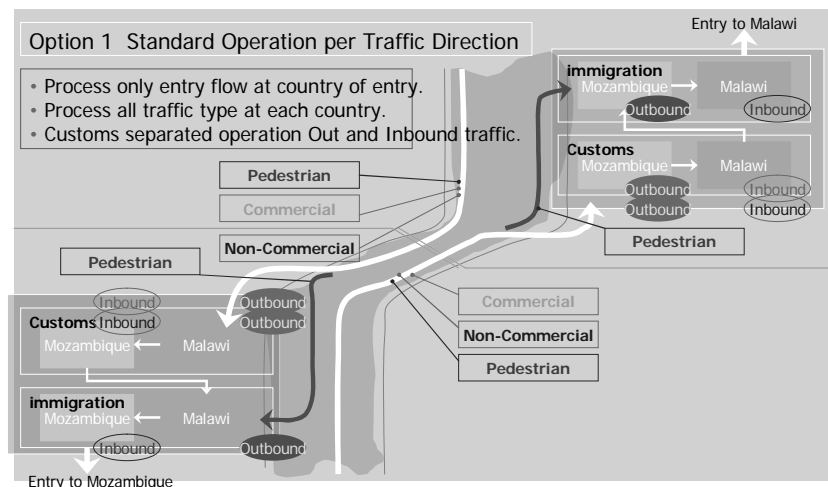 Option 1 Standard Operation per Traffic Direction
• Process only entry flow at country of entry.
• Process all traffic type at each country.
• Customs separated operation Out and Inbound traffic.
Entry to Malawi
immigration
Mozambique Malawi
Outbound Inbound
Customs
Mozambique Malawi
Outbound Inbound
Outbound Inbound
Pedestrian
Pedestrian
Commercial
Non-Commercial
Pedestrian
Inbound Outbound
Customs Inbound Outbound
Mozambique Malawi
immigration
Mozambique Malawi
Inbound Outbound
Entry to Mozambique
Commercial
Non-Commercial
Pedestrian